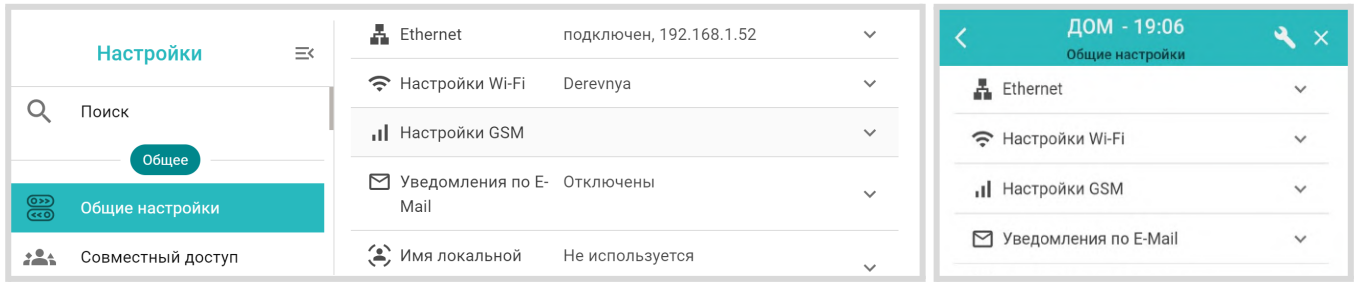 Настройки
Поиск
Общее
Общие настройки
Совместный доступ
Ethernet подключен, 192.168.1.52
Настройки Wi-Fi Derevnya
Настройки GSM
Уведомления по E- Отключены
Mail
Имя локальной Не используется
ДОМ - 19:06
Общие настройки
Ethernet
Настройки Wi-Fi
Настройки GSM
Уведомления по E-Mail